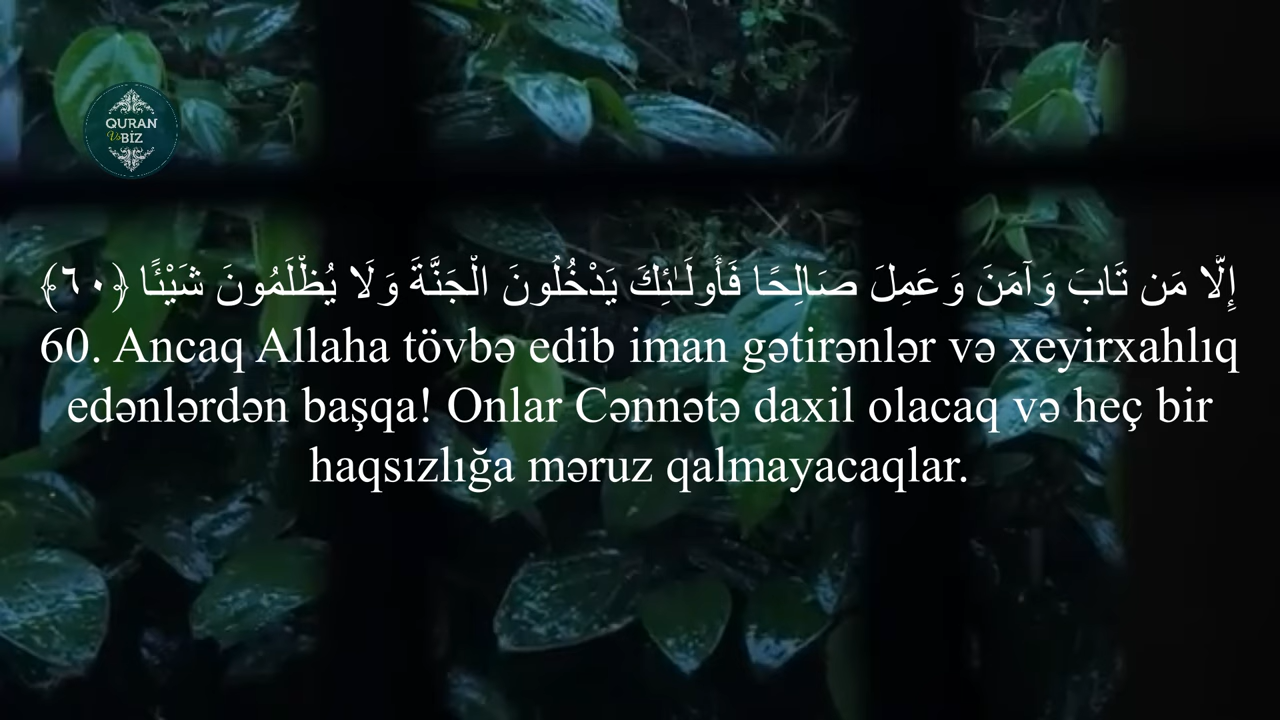 QURAN
Və BİZ
إِلَّا مَن تَابَ وَآمَنَ وَعَمِلَ صَالِحًا فَأُولَـٰئِكَ يَدْخُلُونَ الْجَنَّةَ وَلَا يُظْلَمُونَ شَيْئًا ﴿٦٠﴾
60. Ancaq Allaha tövbə edib iman gətirənlər və xeyirxahlıq
edənlərdən başqa! Onlar Cənnətə daxil olacaq və heç bir
haqsızlığa məruz qalmayacaqlar.